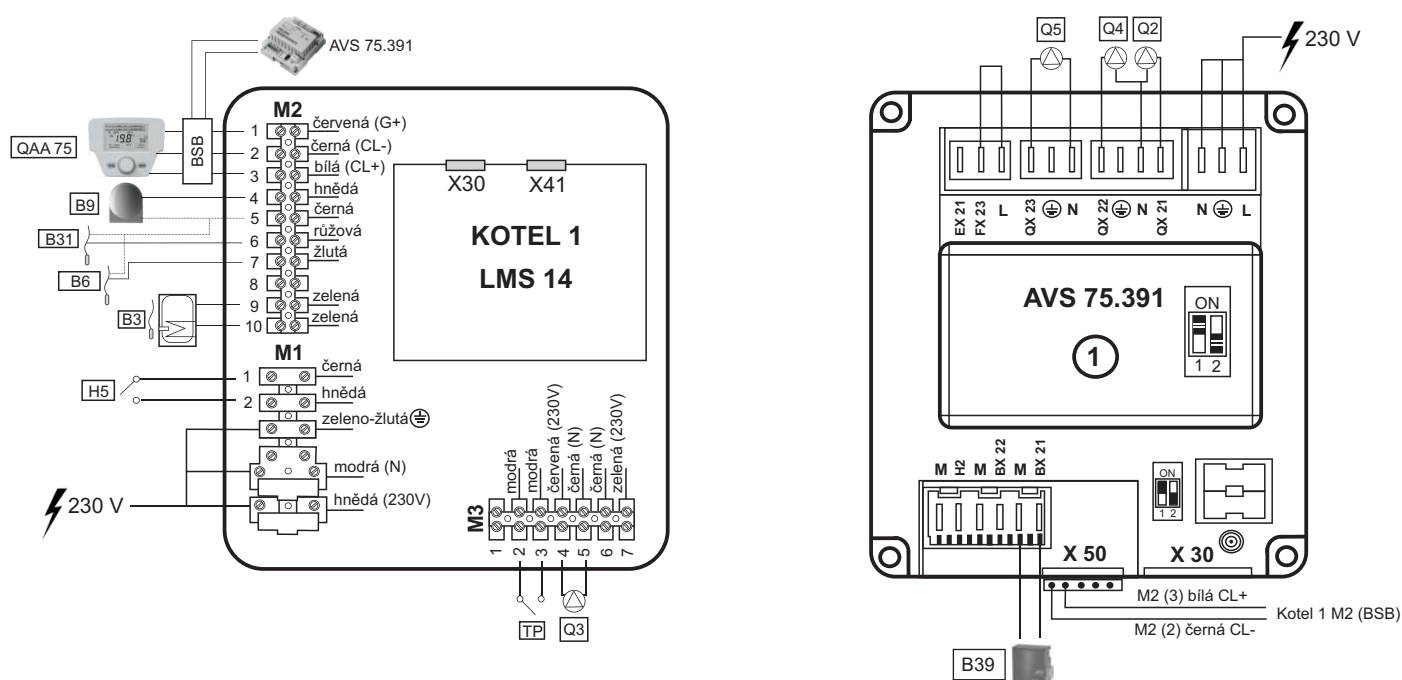 AVS 75.391
QAA 75
19.8
BSB
M2
1 červená (G+)
2 černá (CL-)
3 bílá (CL+)
B9
4 hnědá
5 černá
B31
6 růžová
7 žlutá
B6
8
9 zelená
B3
10 zelená
X30 X41
KOTEL 1
LMS 14
M1
1 černá
H5
2 hnědá
zeleno-žlutá
modrá (N)
hnědá (230V)
230 V
M3
modrá
modrá
červená (230V)
černá (N)
černá (N)
zelená (230V)
1 2 3 4 5 6 7
TP Q3
Q5 Q4 Q2
230 V
EX 21 FX 23 L QX 23 N QX 22 N QX 21 N L
AVS 75.391
1
ON
1 2
M H2 M BX 22 M BX 21
ON
1 2
X 50 X 30
M2 (3) bílá CL+
Kotel 1 M2 (BSB)
M2 (2) černá CL-
B39